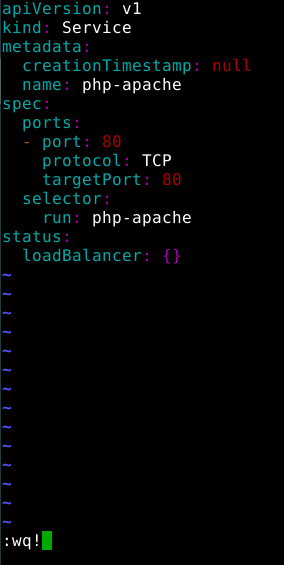 apiVersion: v1
kind: Service
metadata:
  creationTimestamp: null
  name: php-apache
spec:
  ports:
  - port: 80
    protocol: TCP
    targetPort: 80
  selector:
    run: php-apache
status:
  loadBalancer: {}
~
~
~
~
~
~
~
~
~
~
~
~
~
~
:wq!